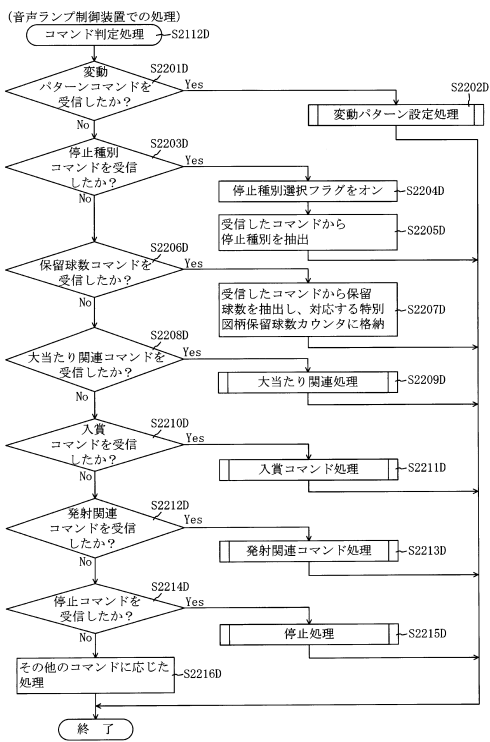 (音声ランプ制御装置での処理)
コマンド判定処理
S2112D
変動
パターンコマンドを
受信したか？
S2201D
Yes
No
変動パターン設定処理
S2202D
停止種別
コマンドを受信
したか？
S2203D
Yes
No
停止種別選択フラグをオン
S2204D
受信したコマンドから
停止種別を抽出
S2205D
保留球数コマンドを
受信したか？
S2206D
Yes
No
受信したコマンドから保留
球数を抽出し、対応する特別
図柄保留球数カウンタに格納
S2207D
大当たり関連コマンドを
受信したか？
S2208D
Yes
No
大当たり関連処理
S2209D
入賞
コマンドを受信
したか？
S2210D
Yes
No
入賞コマンド処理
S2211D
発射関連
コマンドを受信
したか？
S2212D
Yes
No
発射関連コマンド処理
S2213D
停止コマンドを
受信したか？
S2214D
Yes
No
停止処理
S2215D
その他のコマンドに応じた
処理
S2216D
終 了